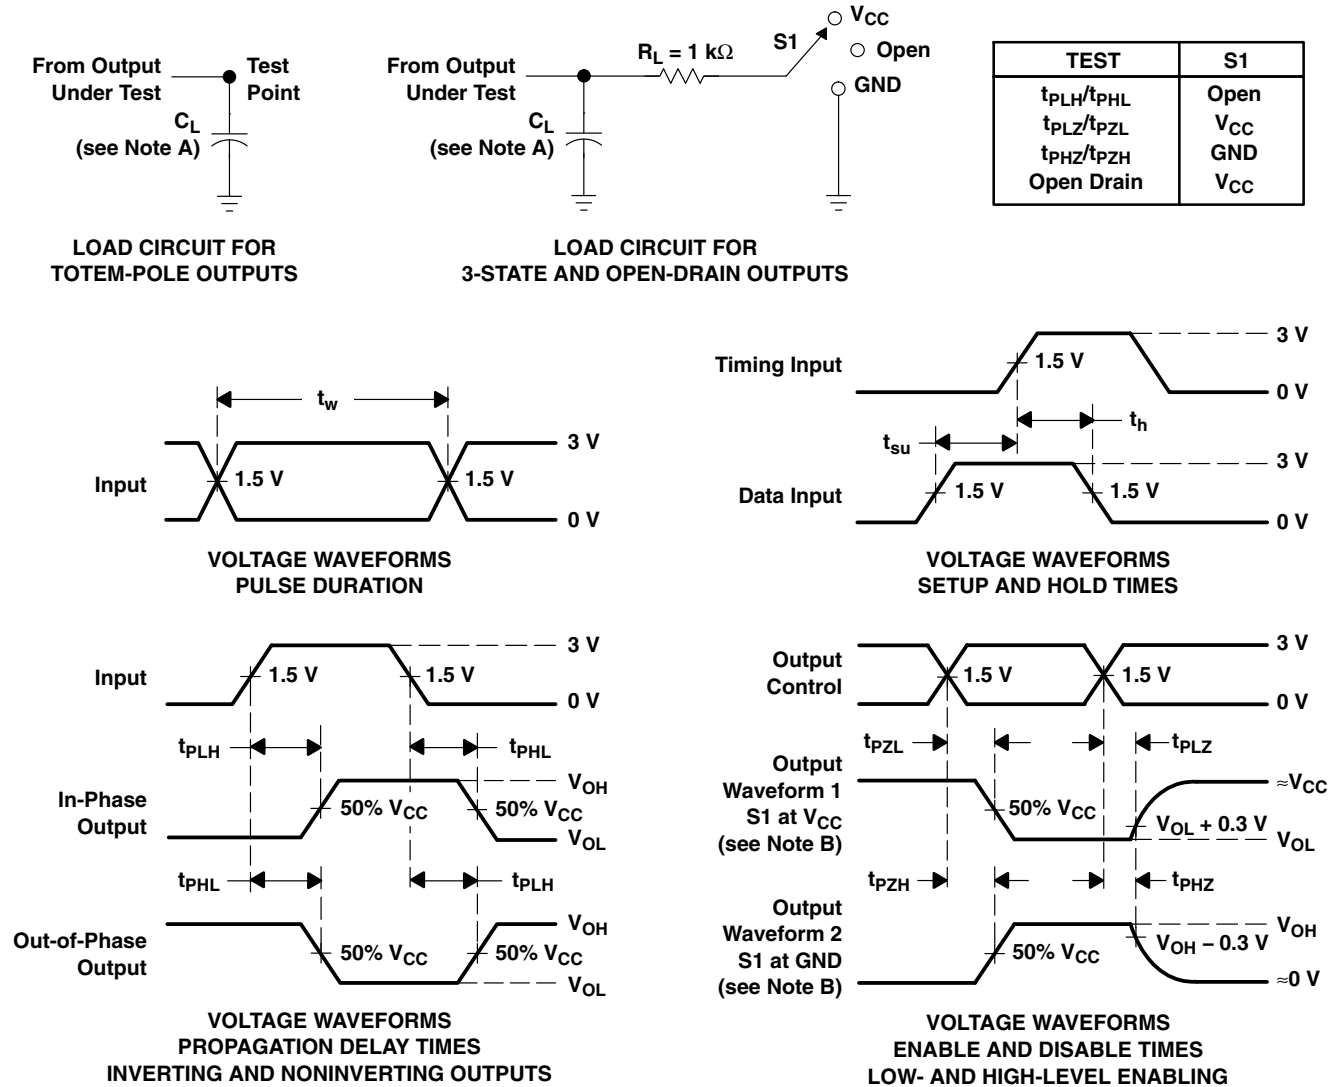 From Output
Under Test
Test
Point
CL
(see Note A)
LOAD CIRCUIT FOR
TOTEM-POLE OUTPUTS
From Output
Under Test
RL = 1 kΩ
S1
VCC
Open
GND
CL
(see Note A)
LOAD CIRCUIT FOR
3-STATE AND OPEN-DRAIN OUTPUTS
TEST S1
tPLH/tPHL Open
tPLZ/tPZL VCC
tPHZ/tPZH GND
Open Drain VCC
tw
3 V
Input
1.5 V 1.5 V
0 V
VOLTAGE WAVEFORMS
PULSE DURATION
3 V
Timing Input
1.5 V
0 V
th
tsu
3 V
Data Input
1.5 V 1.5 V
0 V
VOLTAGE WAVEFORMS
SETUP AND HOLD TIMES
3 V
Input
1.5 V 1.5 V
0 V
tPLH tPHL
VOH
In-Phase
Output
50% VCC 50% VCC
VOL
tPHL tPLH
VOH
Out-of-Phase
Output
50% VCC 50% VCC
VOL
VOLTAGE WAVEFORMS
PROPAGATION DELAY TIMES
INVERTING AND NONINVERTING OUTPUTS
3 V
Output
Control
1.5 V 1.5 V
0 V
tPZL tPLZ
Output
Waveform 1
S1 at VCC
(see Note B)
≈VCC
50% VCC
VOL + 0.3 V
VOL
tPZH tPHZ
Output
Waveform 2
S1 at GND
(see Note B)
VOH
50% VCC
VOH − 0.3 V
≈0 V
VOLTAGE WAVEFORMS
ENABLE AND DISABLE TIMES
LOW- AND HIGH-LEVEL ENABLING